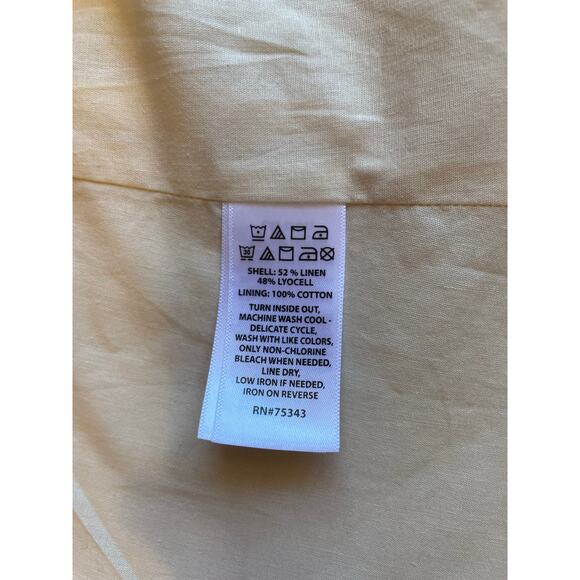 30
SHELL: 52 % LINEN
48% LYOCELL
LINING: 100% COTTON
TURN INSIDE OUT,
MACHINE WASH COOL -
DELICATE CYCLE,
WASH WITH LIKE COLORS,
ONLY NON-CHLORINE
BLEACH WHEN NEEDED,
LINE DRY,
LOW IRON IF NEEDED,
IRON ON REVERSE
RN#75343